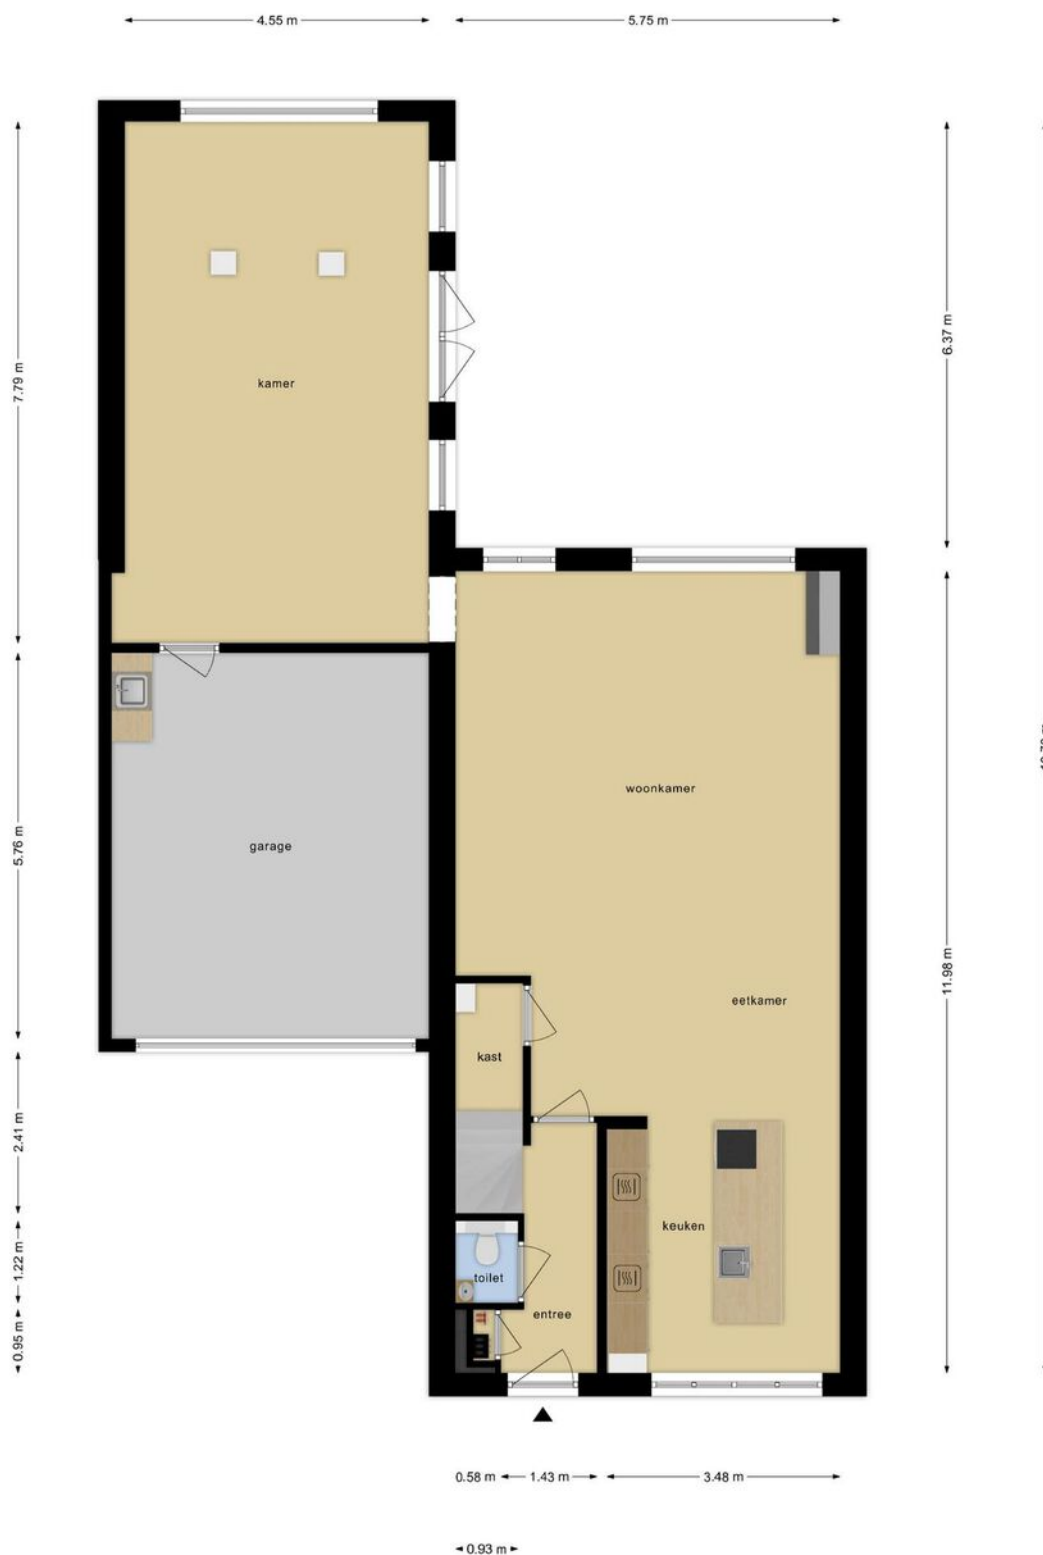 4.55 m
5.75 m
7.79 m
6.37 m
kamer
woonkamer
garage
5.76 m
11.98 m
eetkamer
kast
2.41 m
keuken
1.22 m
toilet
entree
0.95 m
0.58 m
1.43 m
3.48 m
0.93 m